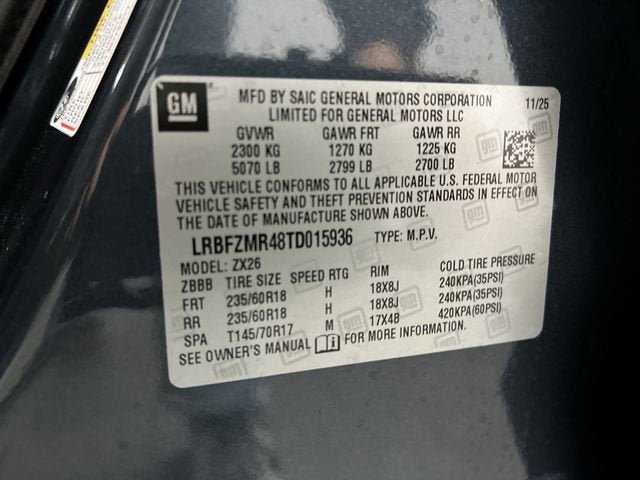 GM
MFD BY SAIC GENERAL MOTORS CORPORATION 11/25
LIMITED FOR GENERAL MOTORS LLC
GVWR GAWR FRT GAWR RR
2300 KG 1270 KG 1225 KG
5070 LB 2799 LB 2700 LB
THIS VEHICLE CONFORMS TO ALL APPLICABLE U.S. FEDERAL MOTOR
VEHICLE SAFETY AND THEFT PREVENTION STANDARDS IN EFFECT ON
THE DATE OF MANUFACTURE SHOWN ABOVE.
LRBFZMR48TD015936 TYPE: M.P.V.
MODEL: ZX26
ZBBB TIRE SIZE SPEED RTG RIM COLD TIRE PRESSURE
FRT 235/60R18 H 18X8J 240KPA(35PSI)
RR 235/60R18 H 18X8J 240KPA(35PSI)
SPA T145/70R17 M 17X4B 420KPA(60PSI)
SEE OWNER'S MANUAL FOR MORE INFORMATION.